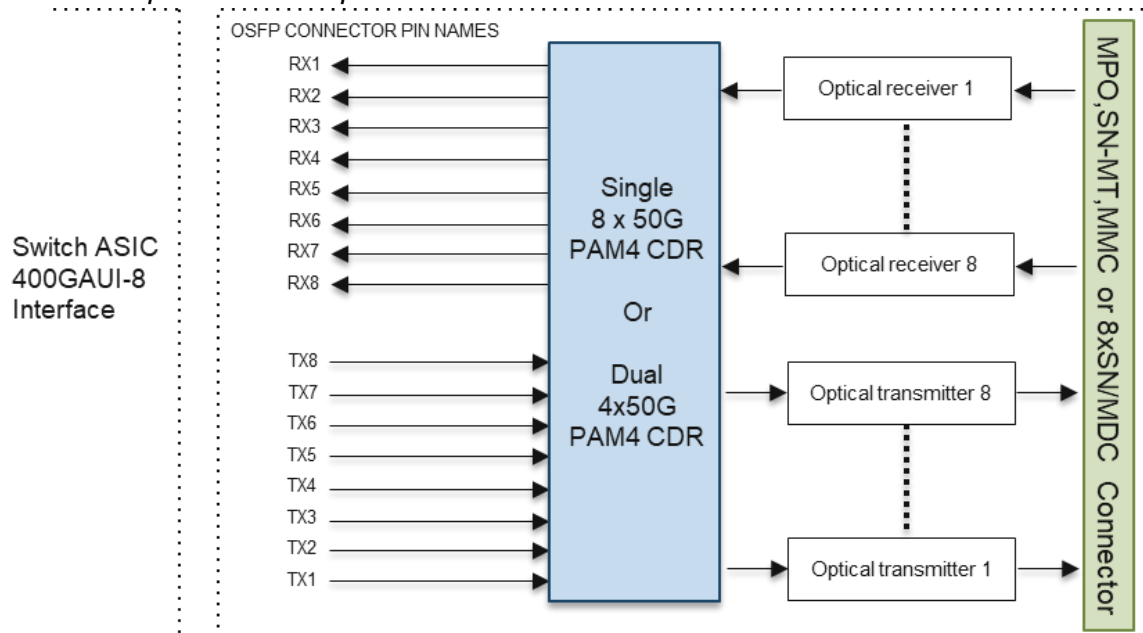 OSFP CONNECTOR PIN NAMES
RX1
RX2
RX3
RX4
RX5
RX6
RX7
RX8
TX8
TX7
TX6
TX5
TX4
TX3
TX2
TX1
Switch ASIC
400GAUI-8
Interface
Single
8 x 50G
PAM4 CDR
Or
Dual
4x50G
PAM4 CDR
Optical receiver 1
Optical receiver 8
Optical transmitter 8
Optical transmitter 1
MPO,SN-MT,MMC or 8xSN/MDC Connector